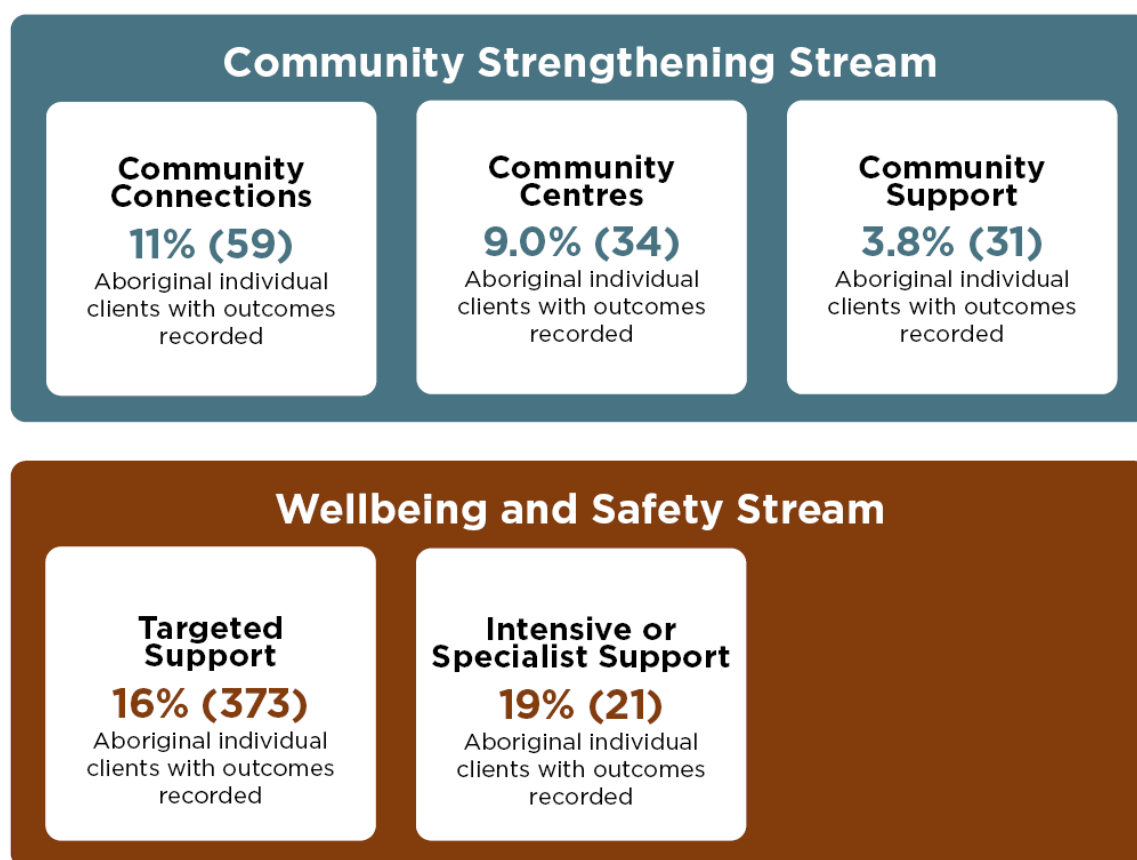 Community Strengthening Stream
Community
Connections
11% (59)
Aboriginal individual
clients with outcomes
recorded
Community
Centres
9.0% (34)
Aboriginal individual
clients with outcomes
recorded
Community
Support
3.8% (31)
Aboriginal individual
clients with outcomes
recorded
Wellbeing and Safety Stream
Targeted
Support
16% (373)
Aboriginal individual
clients with outcomes
recorded
Intensive or
Specialist Support
19% (21)
Aboriginal individual
clients with outcomes
recorded